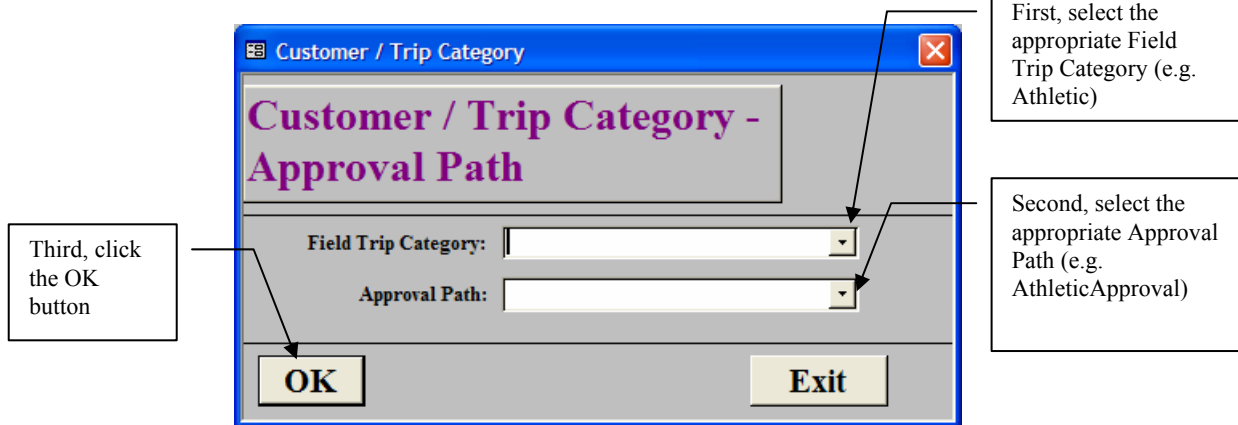 First, select the
appropriate Field
Trip Category (e.g.
Athletic)
Customer / Trip Category
Customer / Trip Category -
Approval Path
Second, select the
appropriate Approval
Path (e.g.
AthleticApproval)
Third, click
the OK
button
Field Trip Category:
Approval Path:
OK
Exit